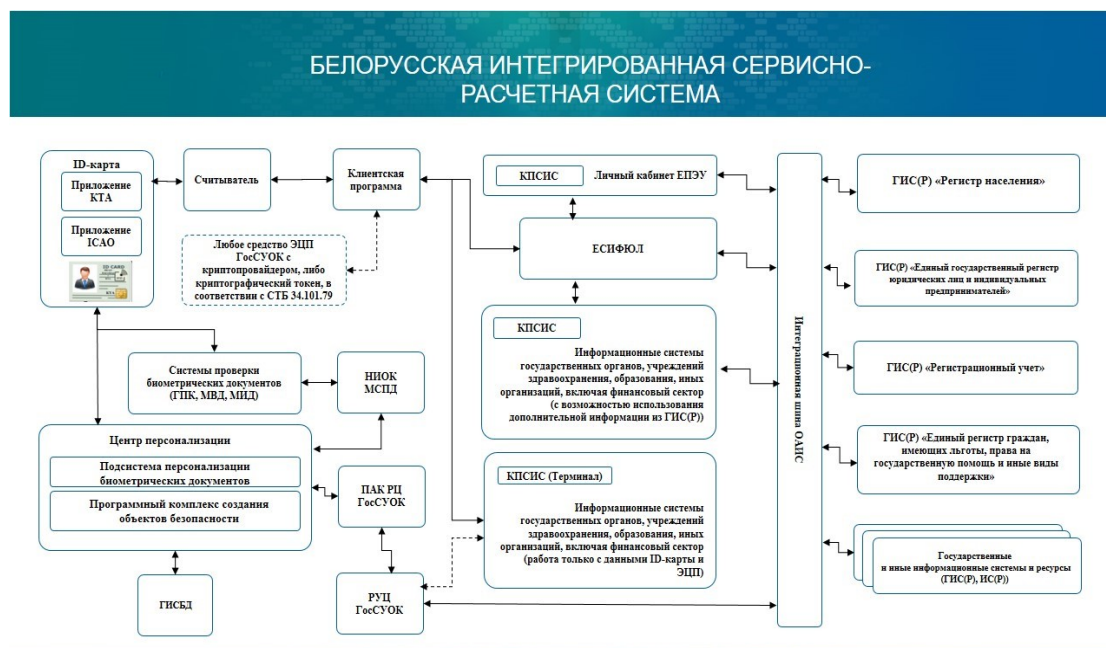 БЕЛОРУССКАЯ ИНТЕГРИРОВАННАЯ СЕРВИСНО-
РАСЧЕТНАЯ СИСТЕМА
ID-карта
Приложение
КТА
Приложение
ICAO
ID CARD
Считыватель
Клиентская
программа
Любое средство ЭЦП
ГосСУОК с
криптопровайдером, либо
криптографический токен, в
соответствии с СТБ 34.101.79
КПСИС
Личный кабинет ЕПЭУ
ЕСИФЮЛ
КПСИС
Информационные системы
государственных органов, учреждений
здравоохранения, образования, иных
организаций, включая финансовый сектор
(с возможностью использования
дополнительной информации из ГИС(Р))
КПСИС (Терминал)
Информационные системы
государственных органов, учреждений
здравоохранения, образования, иных
организаций, включая финансовый сектор
(работа только с данными ID-карты и
ЭЦП)
Системы проверки
биометрических документов
(ГПК, МВД, МИД)
НИОК
МСПД
Центр персонализации
Подсистема персонализации
биометрических документов
Программный комплекс создания
объектов безопасности
ПАК РЦ
ГосСУОК
ГИСБД
РУЦ
ГосСУОК
Интеграционная шина ОАИС
ГИС(Р) «Регистр населения»
ГИС(Р) «Единый государственный регистр
юридических лиц и индивидуальных
предпринимателей»
ГИС(Р) «Регистрационный учет»
ГИС(Р) «Единый регистр граждан,
имеющих льготы, права на
государственную помощь и иные виды
поддержки»
Государственные
и иные информационные системы и ресурсы
(ГИС(Р), ИС(Р))